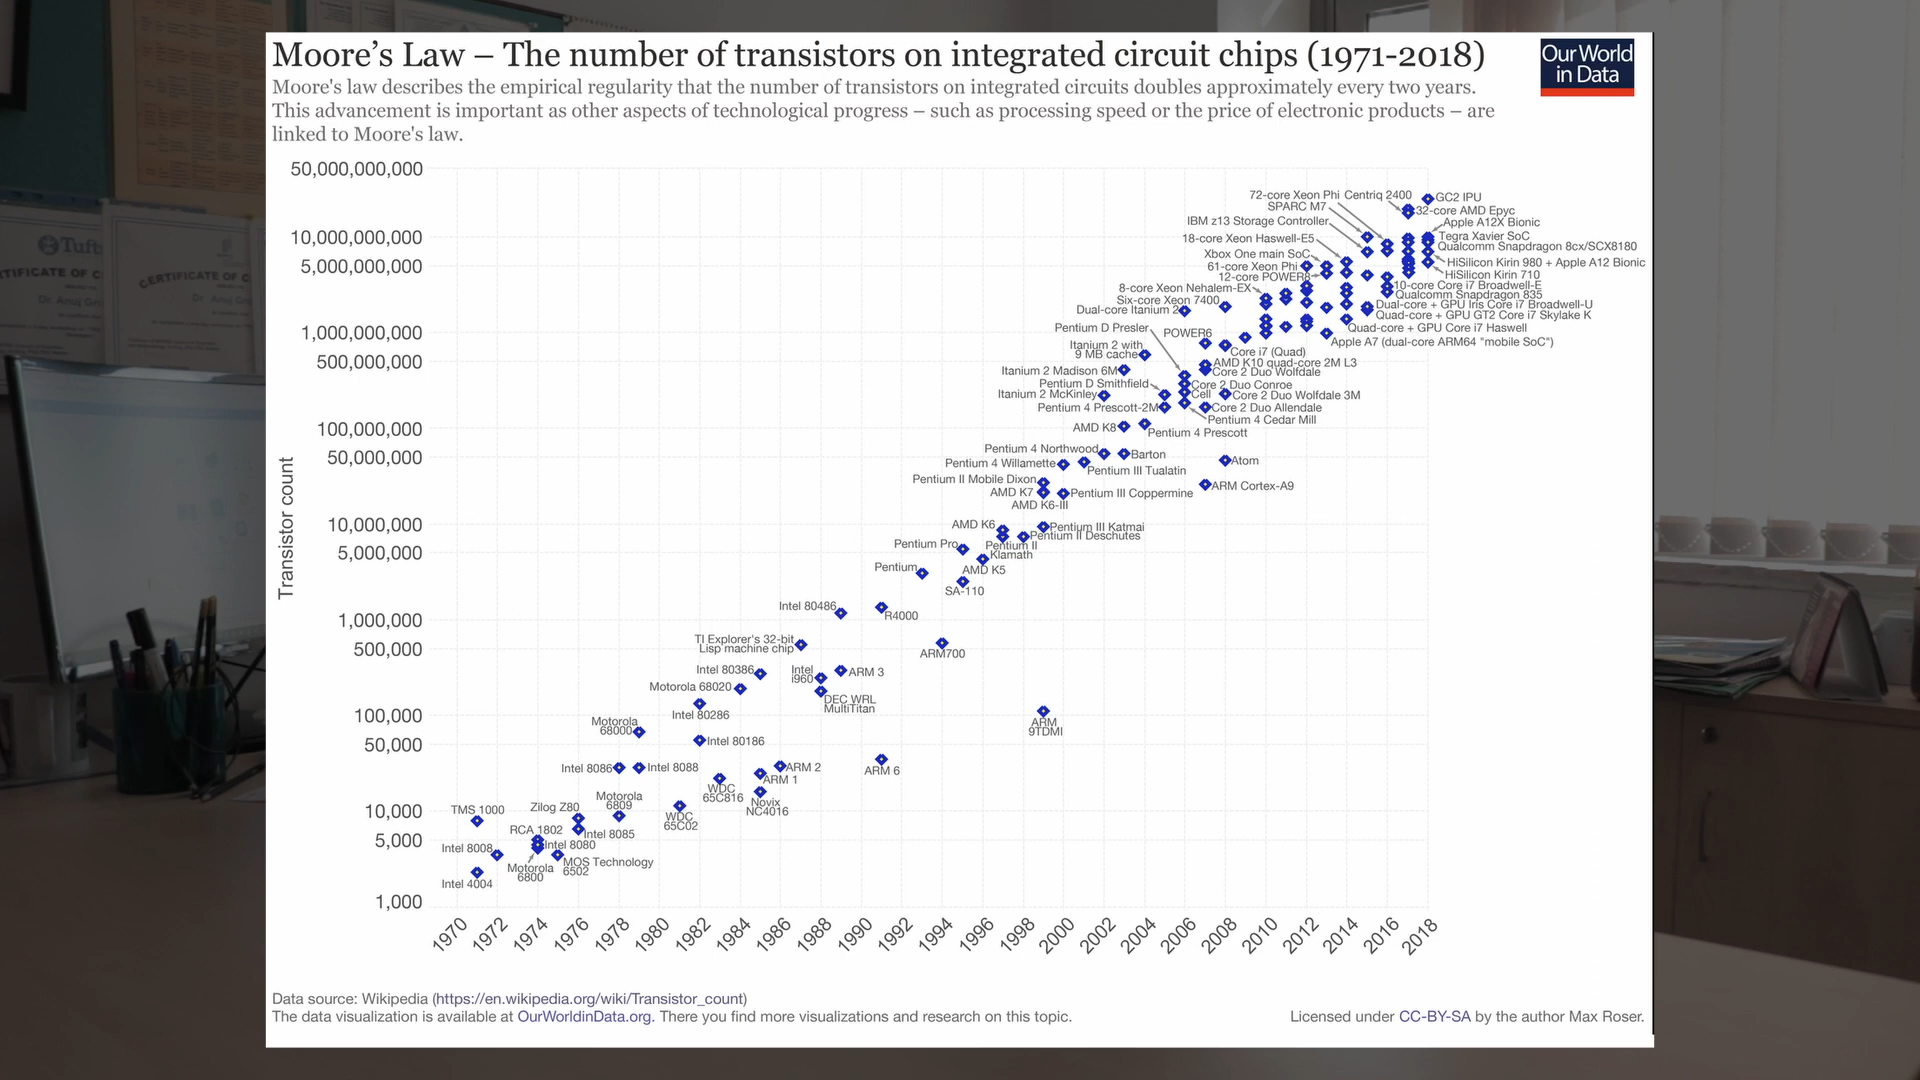 Moore's Law – The number of transistors on integrated circuit chips (1971-2018)
Our World
in Data
Moore's law describes the empirical regularity that the number of transistors on integrated circuits doubles approximately every two years.
This advancement is important as other aspects of technological progress – such as processing speed or the price of electronic products – are
linked to Moore's law.
Transistor count
50,000,000,000
10,000,000,000
5,000,000,000
1,000,000,000
500,000,000
100,000,000
50,000,000
10,000,000
5,000,000
1,000,000
500,000
100,000
50,000
10,000
5,000
1,000
72-core Xeon Phi
Centriq 2400
GC2 IPU
SPARC M7
32-core AMD Epyc
IBM z13 Storage Controller
Apple A12X Bionic
18-core Xeon Haswell-E5
Tegra Xavier SoC
Qualcomm Snapdragon 8cx/SCX8180
Xbox One main SoC
61-core Xeon Phi
HiSilicon Kirin 980 + Apple A12 Bionic
12-core POWER8
HiSilicon Kirin 710
8-core Xeon Nehalem-EX
10-core Core i7 Broadwell-E
Six-core Xeon 7400
Qualcomm Snapdragon 835
Dual-core Itanium 2
Dual-core + GPU Iris Core i7 Broadwell-U
Quad-core + GPU GT2 Core i7 Skylake K
Pentium D Presler
POWER6
Quad-core + GPU Core i7 Haswell
Apple A7 (dual-core ARM64 "mobile SoC")
Itanium 2 with
9 MB cache
Core i7 (Quad)
AMD K10 quad-core 2M L3
Itanium 2 Madison 6M
Core 2 Duo Wolfdale
Pentium D Smithfield
Core 2 Duo Conroe
Itanium 2 McKinley
Cell
Core 2 Duo Wolfdale 3M
Pentium 4 Prescott-2M
Core 2 Duo Allendale
Pentium 4 Cedar Mill
AMD K8
Pentium 4 Prescott
Pentium 4 Northwood
Barton
Pentium 4 Willamette
Pentium III Tualatin
Atom
Pentium II Mobile Dixon
ARM Cortex-A9
AMD K7
Pentium III Coppermine
AMD K6-III
AMD K6
Pentium III Katmai
Pentium II Deschutes
Pentium Pro
Pentium II
Klamath
Pentium
AMD K5
SA-110
Intel 80486
R4000
TI Explorer's 32-bit
Lisp machine chip
ARM700
Intel 80386
Intel
i960
ARM 3
Motorola 68020
DEC WRL
MultiTitan
Intel 80286
Motorola
68000
ARM
9TDMI
Intel 80186
Intel 8086
Intel 8088
ARM 2
ARM 6
ARM 1
WDC
65C816
Novix
NC4016
TMS 1000
Zilog Z80
Motorola
6809
WDC
65C02
RCA 1802
Intel 8085
Intel 8008
Intel 8080
Motorola
6800
MOS Technology
6502
Intel 4004
1970
1972
1974
1976
1978
1980
1982
1984
1986
1988
1990
1992
1994
1996
1998
2000
2002
2004
2006
2008
2010
2012
2014
2016
2018
Data source: Wikipedia (https://en.wikipedia.org/wiki/Transistor_count)
The data visualization is available at OurWorldinData.org. There you find more visualizations and research on this topic.
Licensed under CC-BY-SA by the author Max Roser.